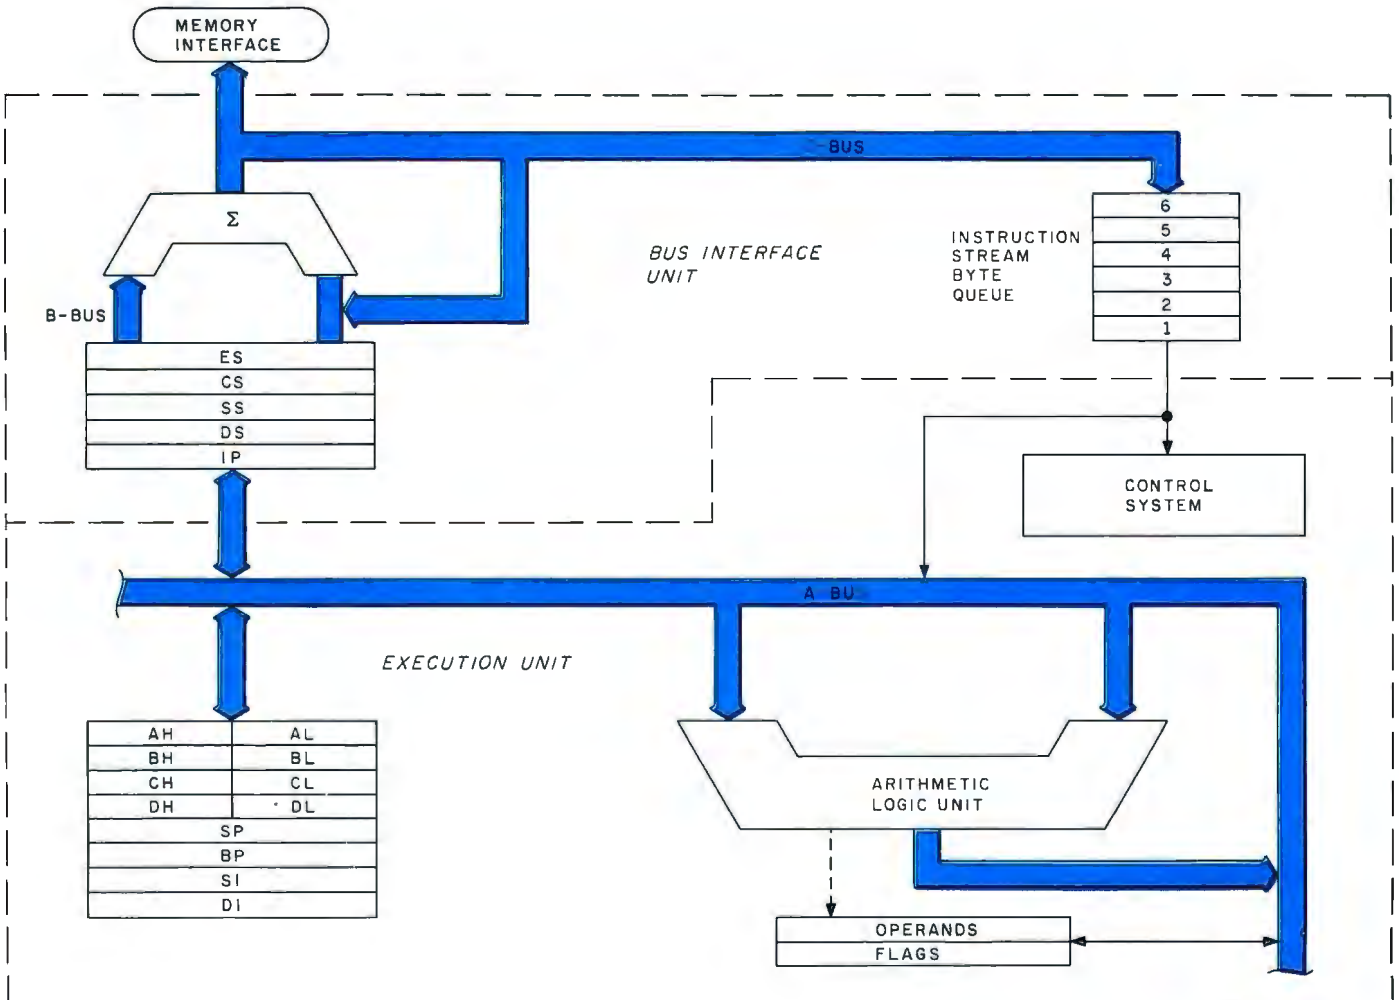 MEMORY
INTERFACE
-BUS
Σ
BUS INTERFACE
UNIT
INSTRUCTION
STREAM
BYTE
QUEUE
6
5
4
3
2
1
B-BUS
ES
CS
SS
DS
IP
CONTROL
SYSTEM
A BUS
EXECUTION UNIT
AH AL
BH BL
CH CL
DH DL
SP
BP
SI
DI
ARITHMETIC
LOGIC UNIT
OPERANDS
FLAGS